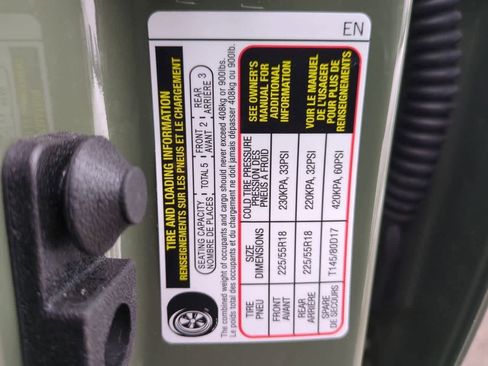 EN
TIRE AND LOADING INFORMATION
RENSEIGNEMENTS SUR LES PNEUS ET LE CHARGEMENT
SEATING CAPACITY TOTAL 5 FRONT 2 REAR 3
NOMBRE DE PLACES AVANT ARRIÈRE
The combined weight of occupants and cargo should never exceed 408kg or 900lbs.
Le poids total des occupants et du chargement ne doit jamais dépasser 408kg ou 900lb.
TIRE SIZE COLD TIRE PRESSURE
PNEU DIMENSIONS PRESSION DES
PNEUS A FROID
FRONT 225/55R18 230KPA, 33PSI
AVANT
REAR 225/55R18 220KPA, 32PSI
ARRIÈRE
SPARE T145/80D17 420KPA, 60PSI
DE SECOURS
SEE OWNER'S
MANUAL FOR
ADDITIONAL
INFORMATION
VOIR LE MANUEL
DE L'USAGER
POUR PLUS DE
RENSEIGNEMENTS